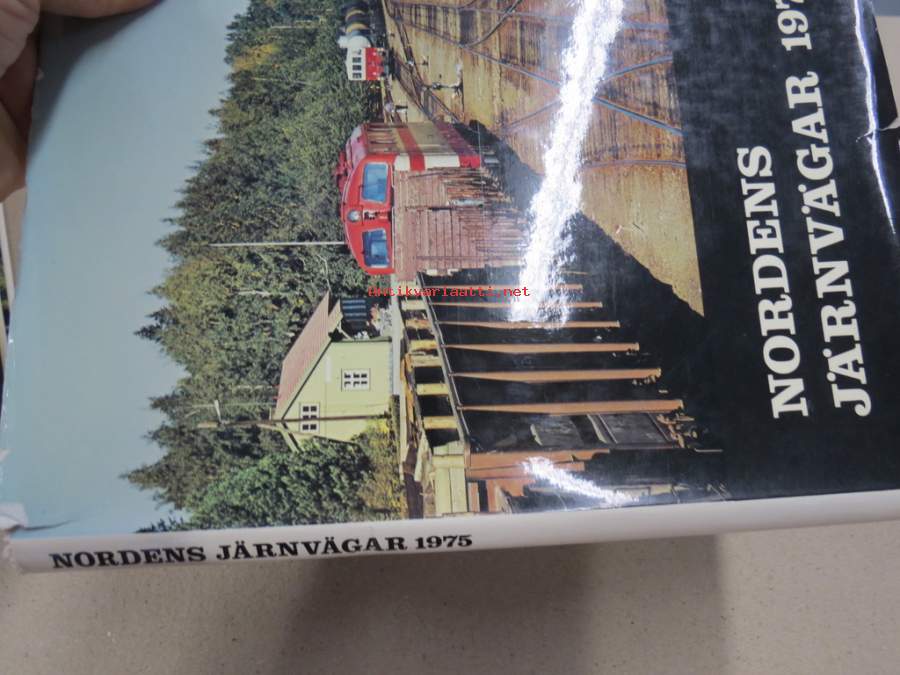 NORDENS
JÄRNVÄGAR 197
antikvariaatti.net
NORDENS JÄRNVÄGAR 1975